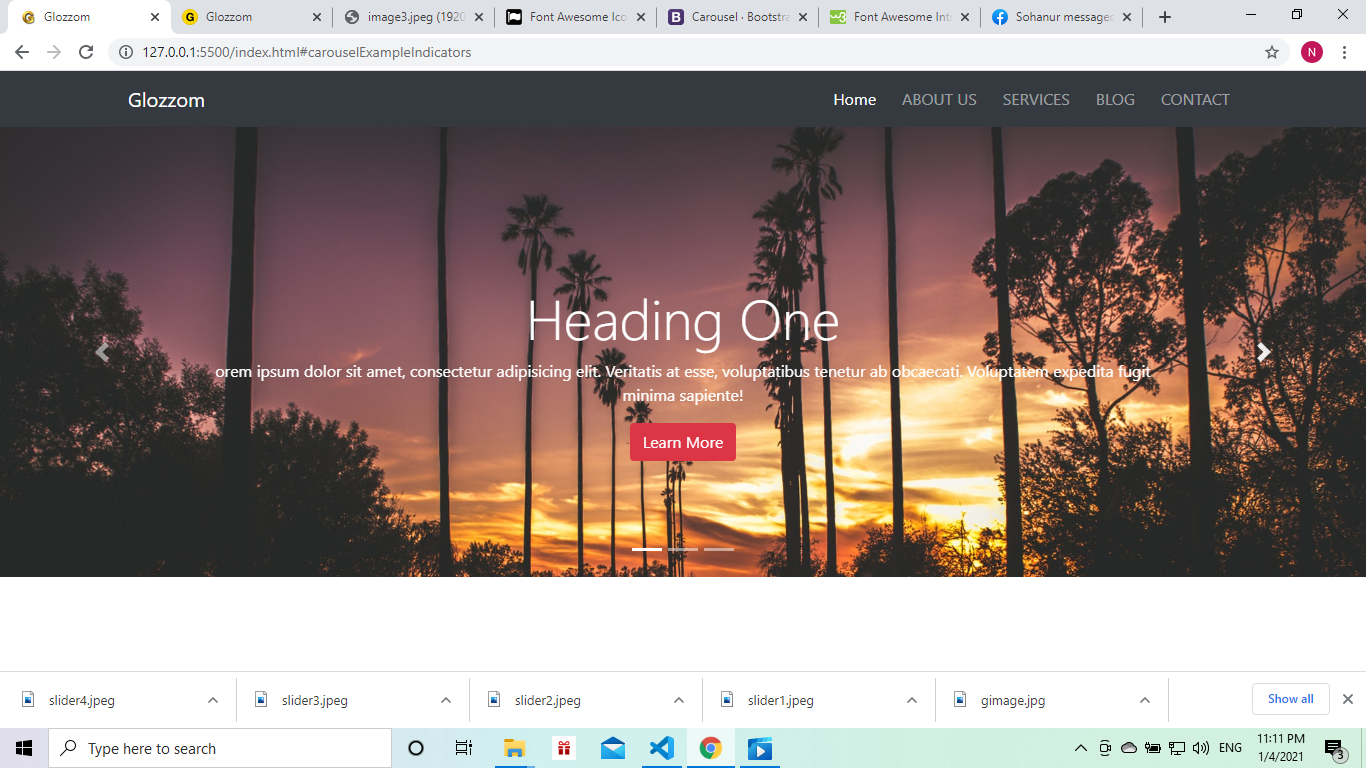 Glozzom
Glozzom
image3.jpeg (1920
Font Awesome Ico
Carousel · Bootstra
Font Awesome Int
Sohanur messaged
127.0.0.1:5500/index.html#carouselExampleIndicators
N
Glozzom
Home
ABOUT US
SERVICES
BLOG
CONTACT
Heading One
orem ipsum dolor sit amet, consectetur adipisicing elit. Veritatis at esse, voluptatibus tenetur ab obcaecati. Voluptatem expedita fugit
minima sapiente!
Learn More
slider4.jpeg
slider3.jpeg
slider2.jpeg
slider1.jpeg
gimage.jpg
Show all
Type here to search
ENG
11:11 PM
1/4/2021
3